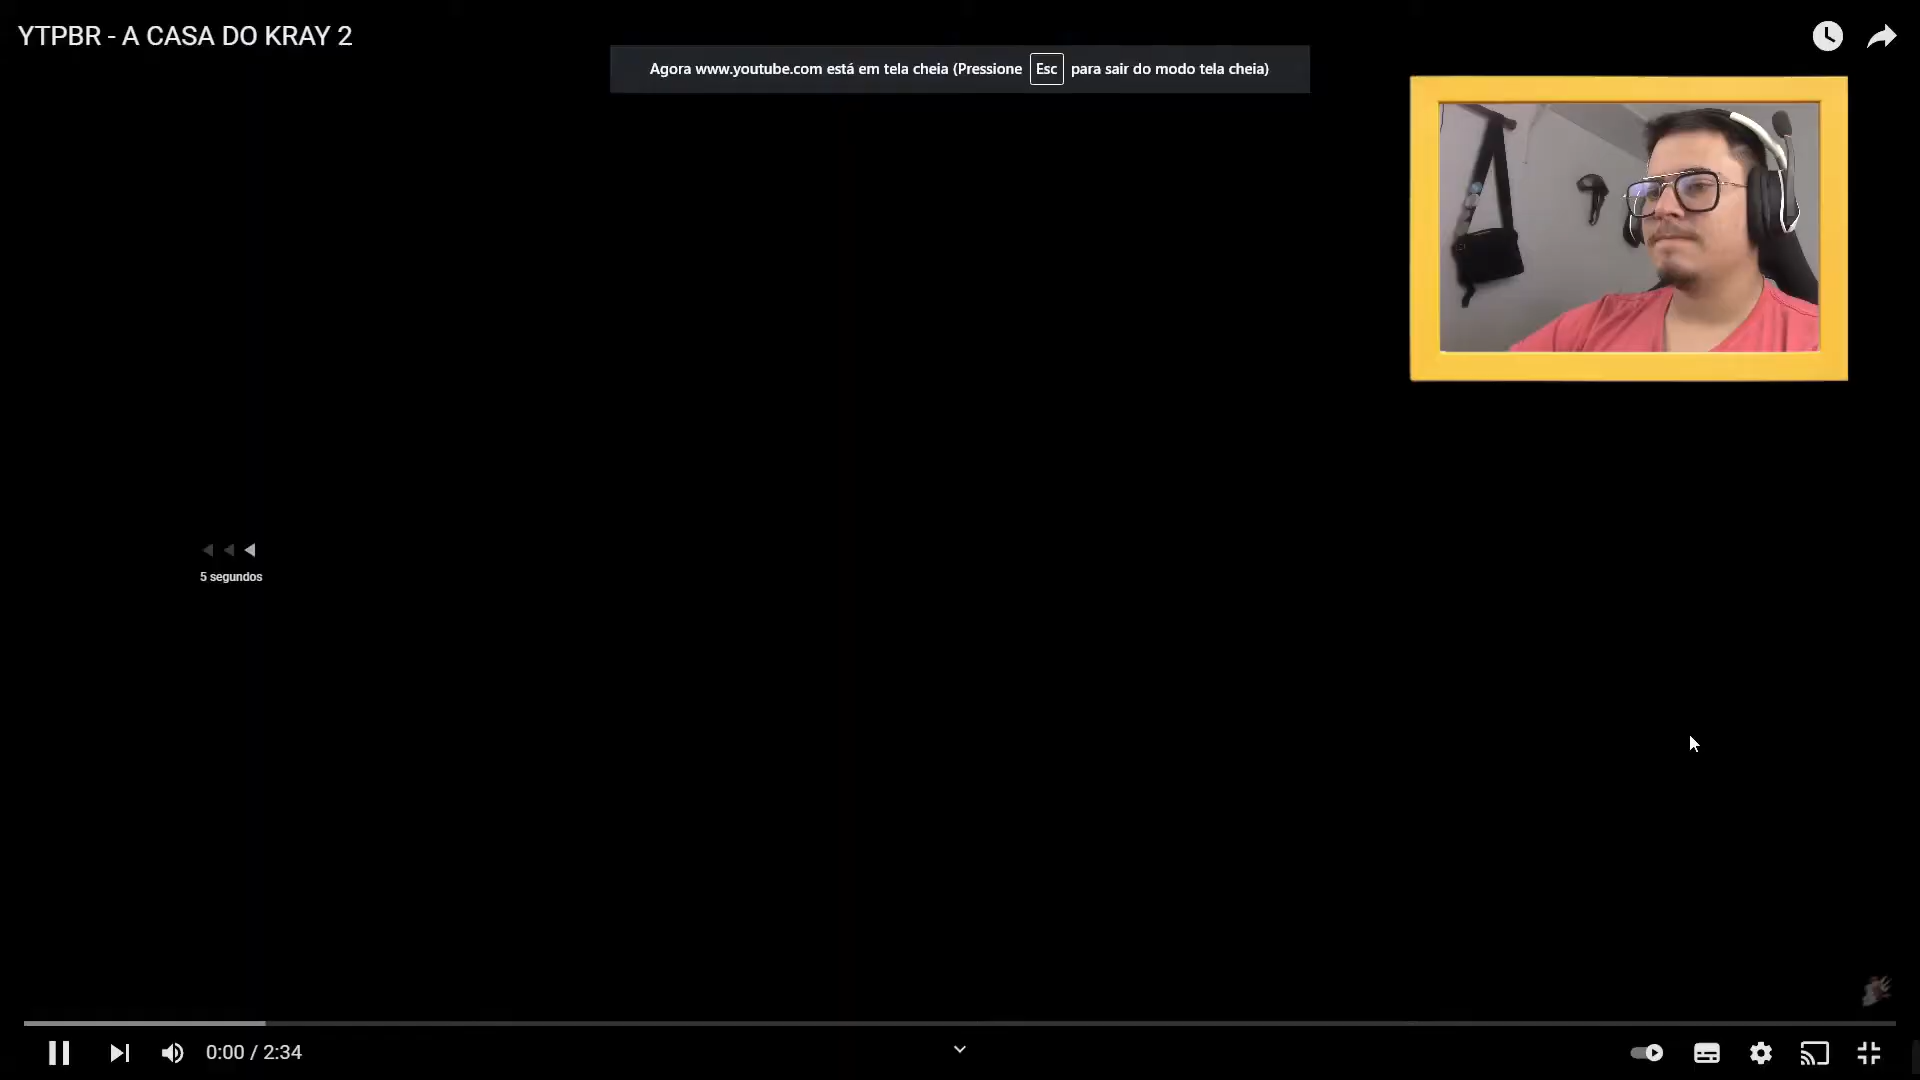 YTPBR - A CASA DO KRAY 2
Agora www.youtube.com está em tela cheia (Pressione Esc para sair do modo tela cheia)
5 segundos
0:00 / 2:34